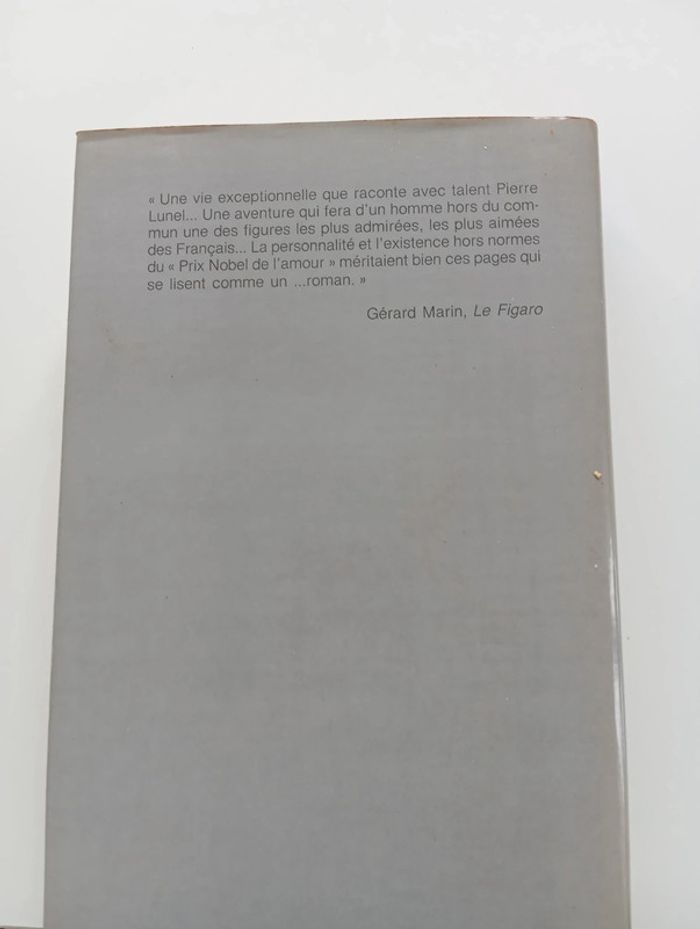 « Une vie exceptionnelle que raconte avec talent Pierre
Lunel... Une aventure qui fera d'un homme hors du com-
mun une des figures les plus admirées, les plus aimées
des Français... La personnalité et l'existence hors normes
du « Prix Nobel de l'amour » méritaient bien ces pages qui
se lisent comme un ...roman. »
Gérard Marin, Le Figaro